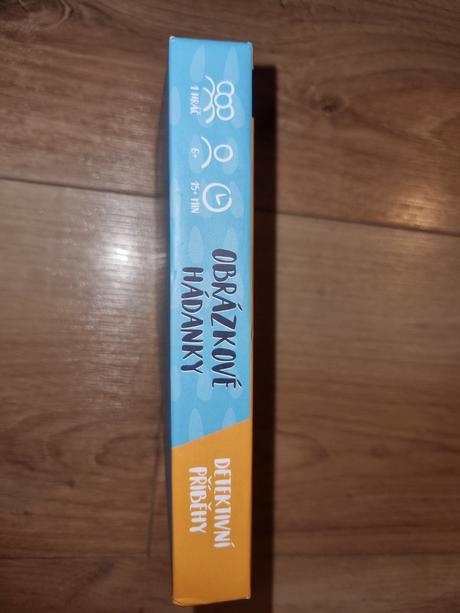 1 HRÁČ
6+
15+ MIN
OBRÁZKOVÉ
HÁDANKY
DETEKTIVNÍ
PŘÍBĚHY